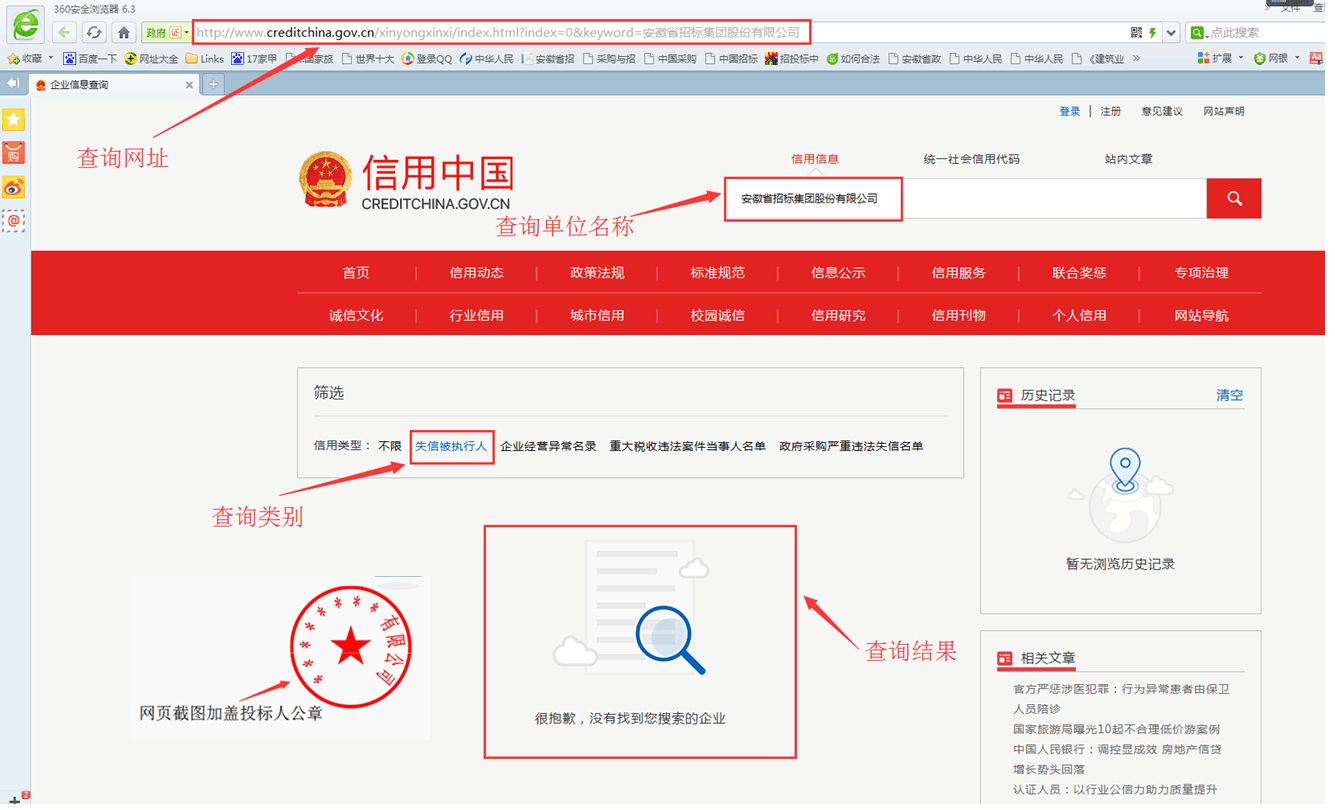 360安全浏览器 6.3
文件
政府 证
http://www.creditchina.gov.cn/xinyongxinxi/index.html?index=0&keyword=安徽省招标集团股份有限公司
点此搜索
收藏 百度一下 网址大全 Links 17家甲 国家旅 世界十大 登录QQ 中华人民 安徽省招 采购与招 中国采购 中国招标 招投标中 如何合法 安徽省政 中华人民 中华人民 《建筑业 » 扩展 网银
企业信息查询
查询网址
登录 | 注册 意见建议 网站声明
购
信用中国
CREDITCHINA.GOV.CN
信用信息 统一社会信用代码 站内文章
安徽省招标集团股份有限公司
查询单位名称
@
首页 | 信用动态 | 政策法规 | 标准规范 | 信息公示 | 信用服务 | 联合奖惩 | 专项治理
诚信文化 | 行业信用 | 城市信用 | 校园诚信 | 信用研究 | 信用刊物 | 个人信用 | 网站导航
筛选
信用类型： 不限 失信被执行人 企业经营异常名录 重大税收违法案件当事人名单 政府采购严重违法失信名单
查询类别
历史记录 清空
暂无浏览历史记录
******** 有限公司
网页截图加盖投标人公章
很抱歉，没有找到您搜索的企业
查询结果
相关文章
官方严惩涉医犯罪：行为异常患者由保卫
人员陪诊
国家旅游局曝光10起不合理低价游案例
中国人民银行：调控显成效 房地产信贷
增长势头回落
认证人员：以行业公信力助力质量提升
2